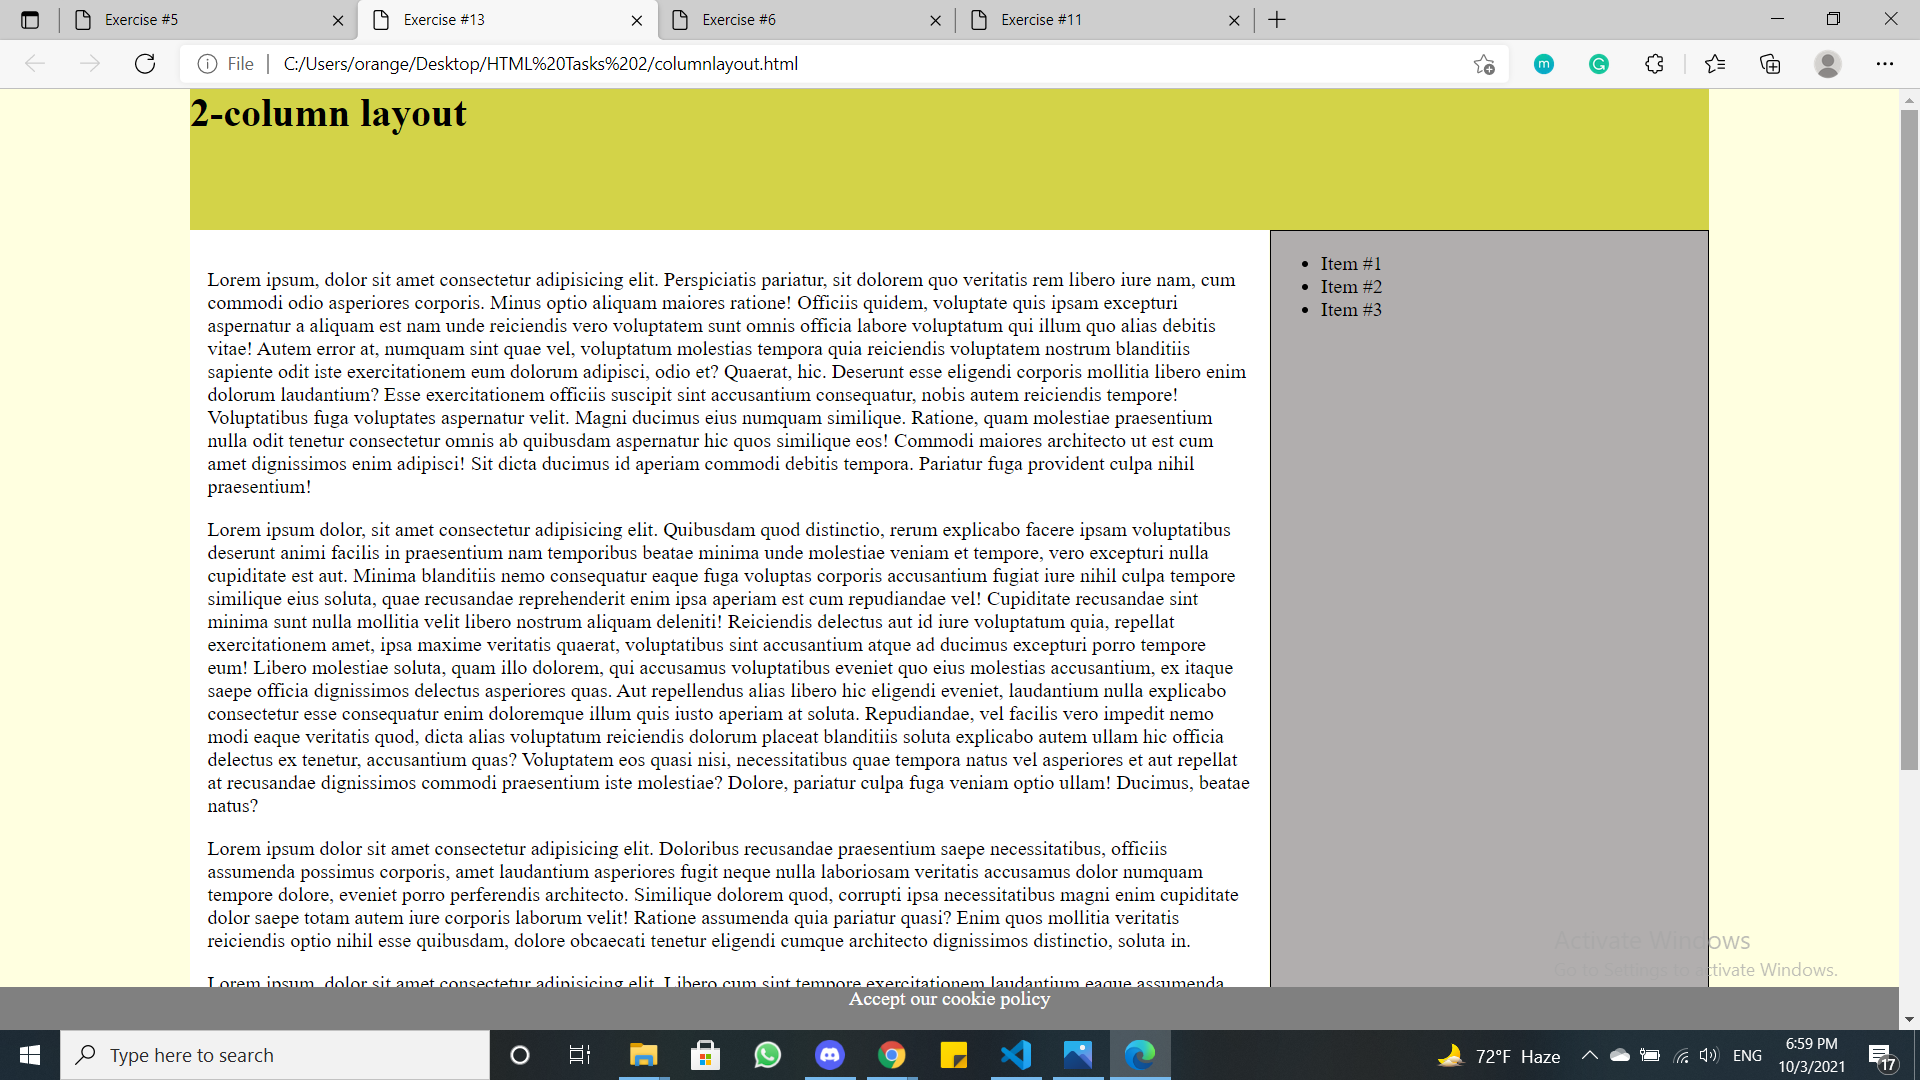 Exercise #5
Exercise #13
Exercise #6
Exercise #11
File
C:/Users/orange/Desktop/HTML%20Tasks%202/columnlayout.html
m
G
2-column layout
Lorem ipsum, dolor sit amet consectetur adipisicing elit. Perspiciatis pariatur, sit dolorem quo veritatis rem libero iure nam, cum
commodi odio asperiores corporis. Minus optio aliquam maiores ratione! Officiis quidem, voluptate quis ipsam excepturi
aspernatur a aliquam est nam unde reiciendis vero voluptatem sunt omnis officia labore voluptatum qui illum quo alias debitis
vitae! Autem error at, numquam sint quae vel, voluptatum molestias tempora quia reiciendis voluptatem nostrum blanditiis
sapiente odit iste exercitationem eum dolorum adipisci, odio et? Quaerat, hic. Deserunt esse eligendi corporis mollitia libero enim
dolorum laudantium? Esse exercitationem officiis suscipit sint accusantium consequatur, nobis autem reiciendis tempore!
Voluptatibus fuga voluptates aspernatur velit. Magni ducimus eius numquam similique. Ratione, quam molestiae praesentium
nulla odit tenetur consectetur omnis ab quibusdam aspernatur hic quos similique eos! Commodi maiores architecto ut est cum
amet dignissimos enim adipisci! Sit dicta ducimus id aperiam commodi debitis tempora. Pariatur fuga provident culpa nihil
praesentium!
Lorem ipsum dolor, sit amet consectetur adipisicing elit. Quibusdam quod distinctio, rerum explicabo facere ipsam voluptatibus
deserunt animi facilis in praesentium nam temporibus beatae minima unde molestiae veniam et tempore, vero excepturi nulla
cupiditate est aut. Minima blanditiis nemo consequatur eaque fuga voluptas corporis accusantium fugiat iure nihil culpa tempore
similique eius soluta, quae recusandae reprehenderit enim ipsa aperiam est cum repudiandae vel! Cupiditate recusandae sint
minima sunt nulla mollitia velit libero nostrum aliquam deleniti! Reiciendis delectus aut id iure voluptatum quia, repellat
exercitationem amet, ipsa maxime veritatis quaerat, voluptatibus sint accusantium atque ad ducimus excepturi porro tempore
eum! Libero molestiae soluta, quam illo dolorem, qui accusamus voluptatibus eveniet quo eius molestias accusantium, ex itaque
saepe officia dignissimos delectus asperiores quas. Aut repellendus alias libero hic eligendi eveniet, laudantium nulla explicabo
consectetur esse consequatur enim doloremque illum quis iusto aperiam at soluta. Repudiandae, vel facilis vero impedit nemo
modi eaque veritatis quod, dicta alias voluptatum reiciendis dolorum placeat blanditiis soluta explicabo autem ullam hic officia
delectus ex tenetur, accusantium quas? Voluptatem eos quasi nisi, necessitatibus quae tempora natus vel asperiores et aut repellat
at recusandae dignissimos commodi praesentium iste molestiae? Dolore, pariatur culpa fuga veniam optio ullam! Ducimus, beatae
natus?
Lorem ipsum dolor sit amet consectetur adipisicing elit. Doloribus recusandae praesentium saepe necessitatibus, officiis
assumenda possimus corporis, amet laudantium asperiores fugit neque nulla laboriosam veritatis accusamus dolor numquam
tempore dolore, eveniet porro perferendis architecto. Similique dolorem quod, corrupti ipsa necessitatibus magni enim cupiditate
dolor saepe totam autem iure corporis laborum velit! Ratione assumenda quia pariatur quasi? Enim quos mollitia veritatis
reiciendis optio nihil esse quibusdam, dolore obcaecati tenetur eligendi cumque architecto dignissimos distinctio, soluta in.
Lorem ipsum, dolor sit amet consectetur adipisicing elit. Libero cum sint tempore exercitationem laudantium eaque assumenda
Item #1
Item #2
Item #3
Activate Windows
Go to Settings to activate Windows.
Accept our cookie policy
Type here to search
72°F Haze
ENG
6:59 PM
10/3/2021
17